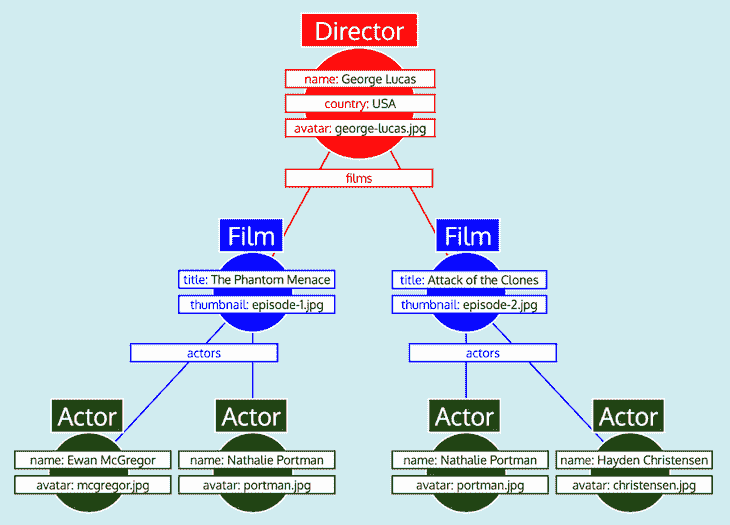 Director
name: George Lucas
country: USA
avatar: george-lucas.jpg
films
Film
title: The Phantom Menace
thumbnail: episode-1.jpg
actors
Film
title: Attack of the Clones
thumbnail: episode-2.jpg
actors
Actor
name: Ewan McGregor
avatar: mcgregor.jpg
Actor
name: Nathalie Portman
avatar: portman.jpg
Actor
name: Nathalie Portman
avatar: portman.jpg
Actor
name: Hayden Christensen
avatar: christensen.jpg